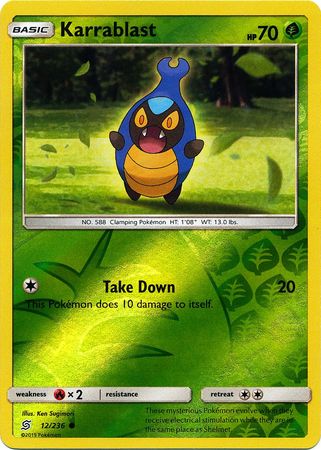 BASIC Karrablast HP 70
NO. 588 Clamping Pokémon HT: 1'08" WT: 13.0 lbs.
Take Down 20
This Pokémon does 10 damage to itself.
weakness ×2 resistance retreat
Illus. Ken Sugimori
12/236
©2019 Pokémon
These mysterious Pokémon evolve when they
receive electrical stimulation while they are in
the same place as Shelmet.